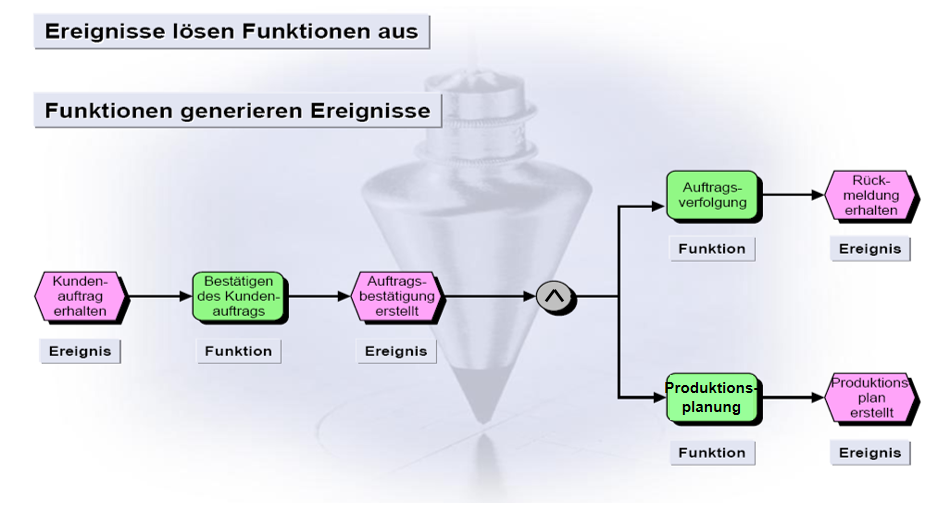 Ereignisse lösen Funktionen aus
Funktionen generieren Ereignisse
Kunden-
auftrag
erhalten
Ereignis
Bestätigen
des Kunden-
auftrags
Funktion
Auftrags-
bestätigung
erstellt
Ereignis
Auftrags-
verfolgung
Funktion
Rück-
meldung
erhalten
Ereignis
Produktions-
planung
Funktion
Produktions
plan
erstellt
Ereignis